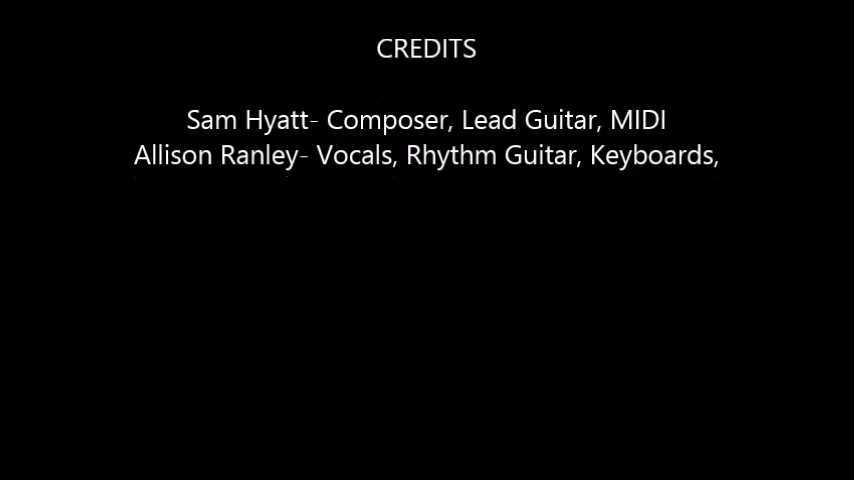 CREDITS
Sam Hyatt- Composer, Lead Guitar, MIDI
Allison Ranley- Vocals, Rhythm Guitar, Keyboards,